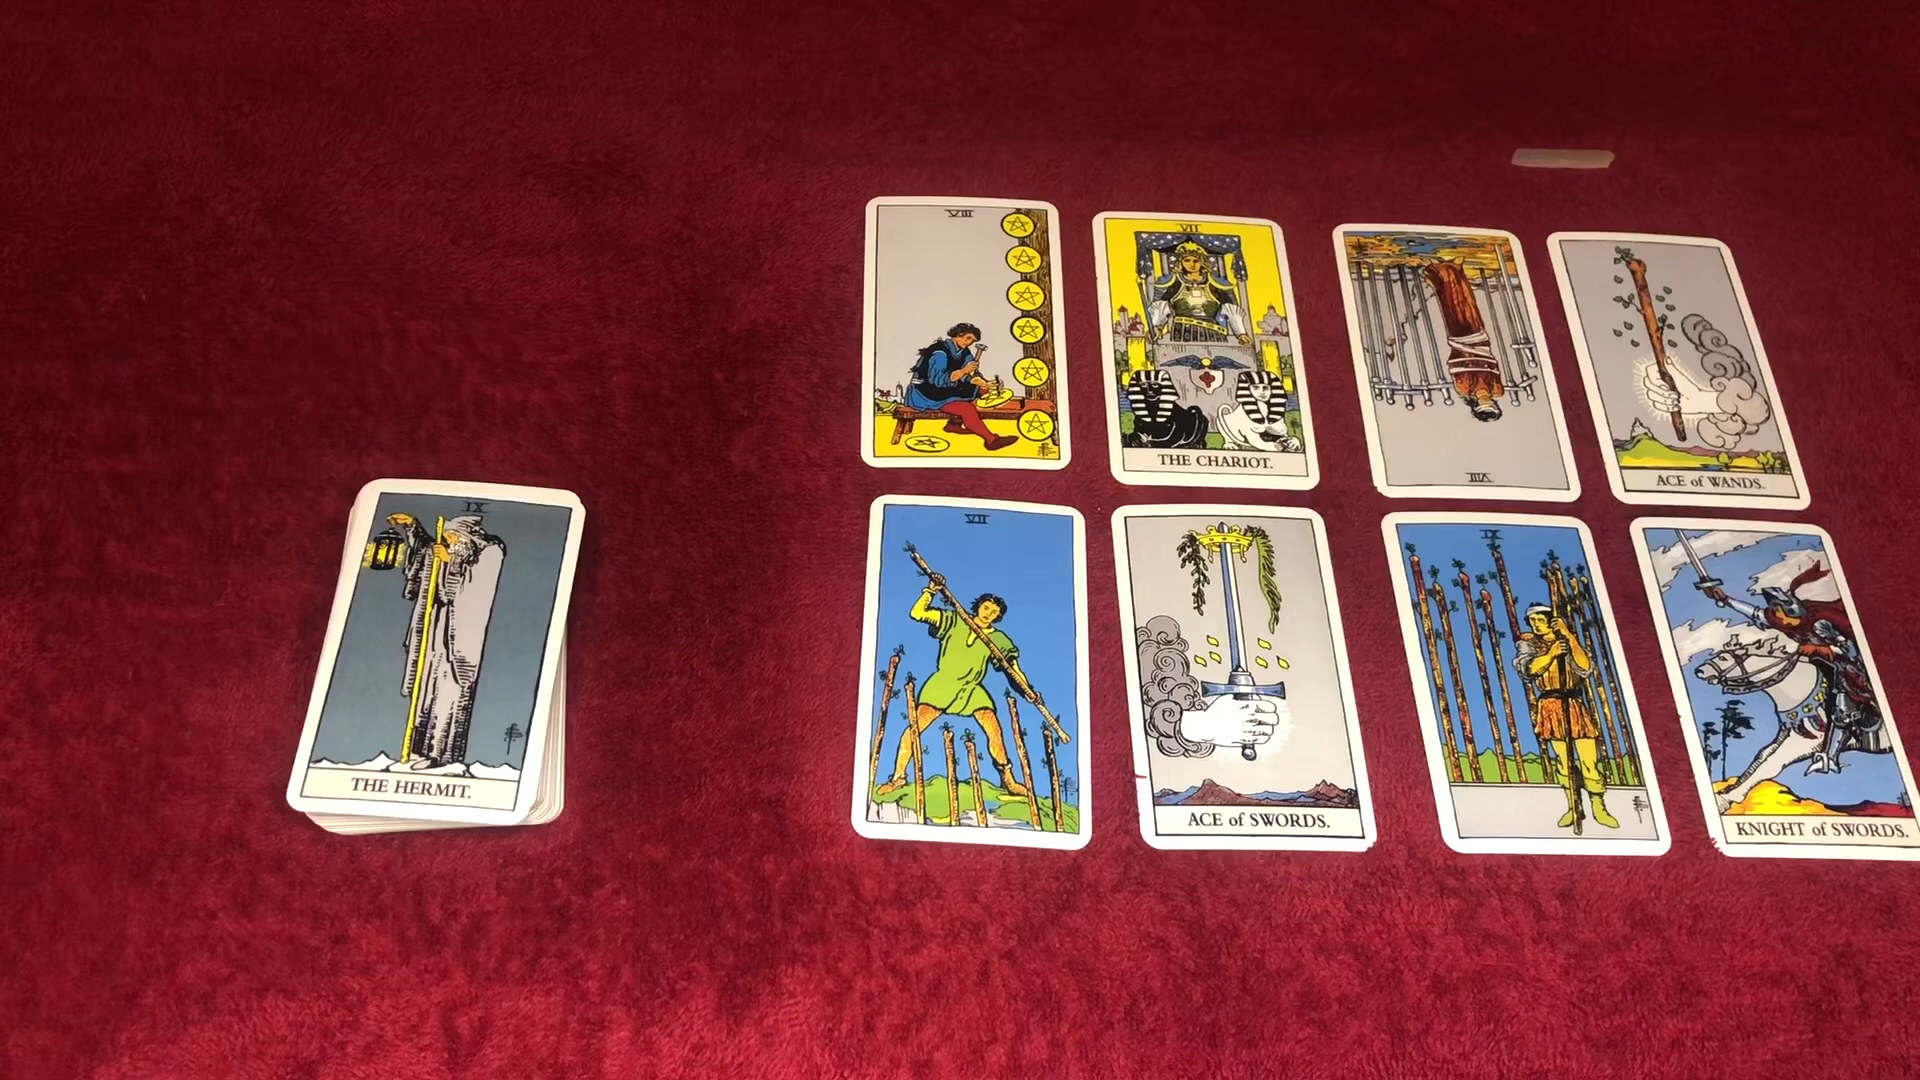 VIII
VII
THE CHARIOT.
VIII
ACE of WANDS.
IX
THE HERMIT.
VII
ACE of SWORDS.
IX
KNIGHT of SWORDS.